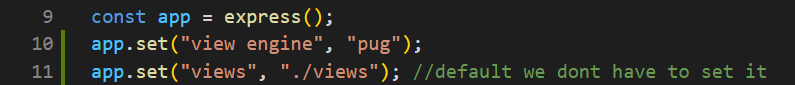 9 const app = express();
10 app.set("view engine", "pug");
11 app.set("views", "./views"); //default we dont have to set it